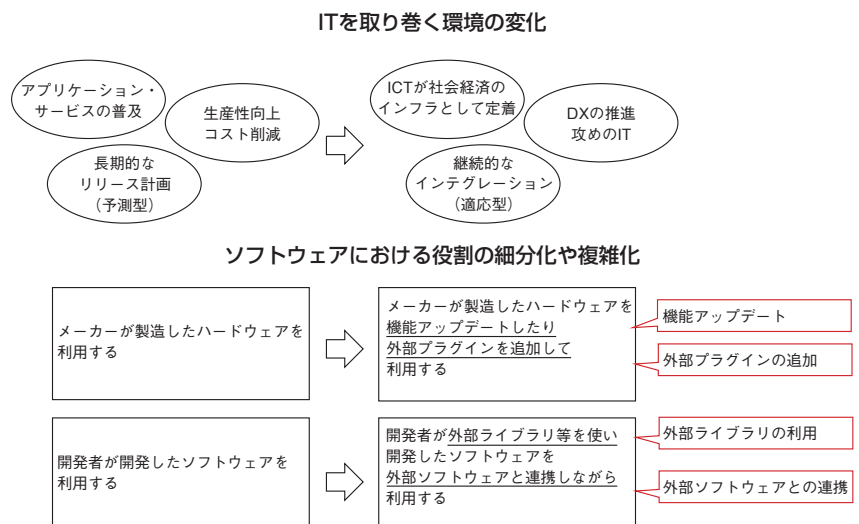 ITを取り巻く環境の変化
アプリケーション・
サービスの普及
生産性向上
コスト削減
長期的な
リリース計画
（予測型）
ICTが社会経済の
インフラとして定着
DXの推進
攻めのIT
継続的な
インテグレーション
（適応型）
ソフトウェアにおける役割の細分化や複雑化
メーカーが製造したハードウェアを
利用する
メーカーが製造したハードウェアを
機能アップデートしたり
外部プラグインを追加して
利用する
機能アップデート
外部プラグインの追加
開発者が開発したソフトウェアを
利用する
開発者が外部ライブラリ等を使い
開発したソフトウェアを
外部ソフトウェアと連携しながら
利用する
外部ライブラリの利用
外部ソフトウェアとの連携